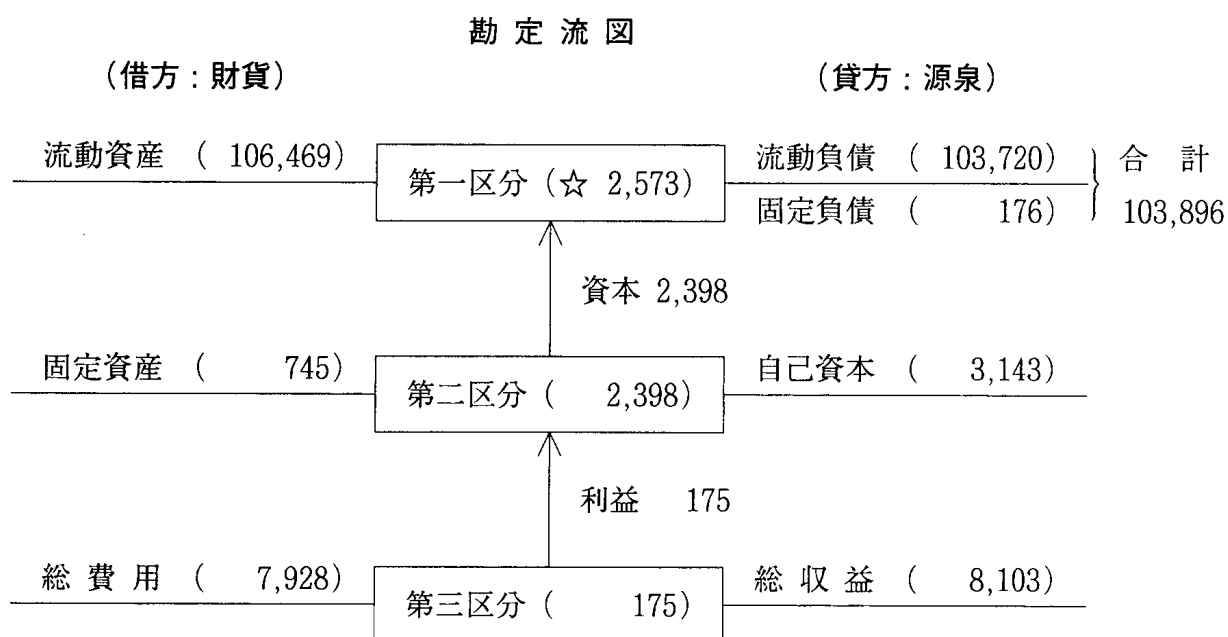 勘定流図
（借方：財貨） （貸方：源泉）
流動資産 （ 106,469） 第一区分（☆ 2,573） 流動負債 （ 103,720） 合 計
固定負債 （ 176） 103,896
資本 2,398
固定資産 （ 745） 第二区分（ 2,398） 自己資本 （ 3,143）
利益 175
総費用 （ 7,928） 第三区分（ 175） 総収益 （ 8,103）